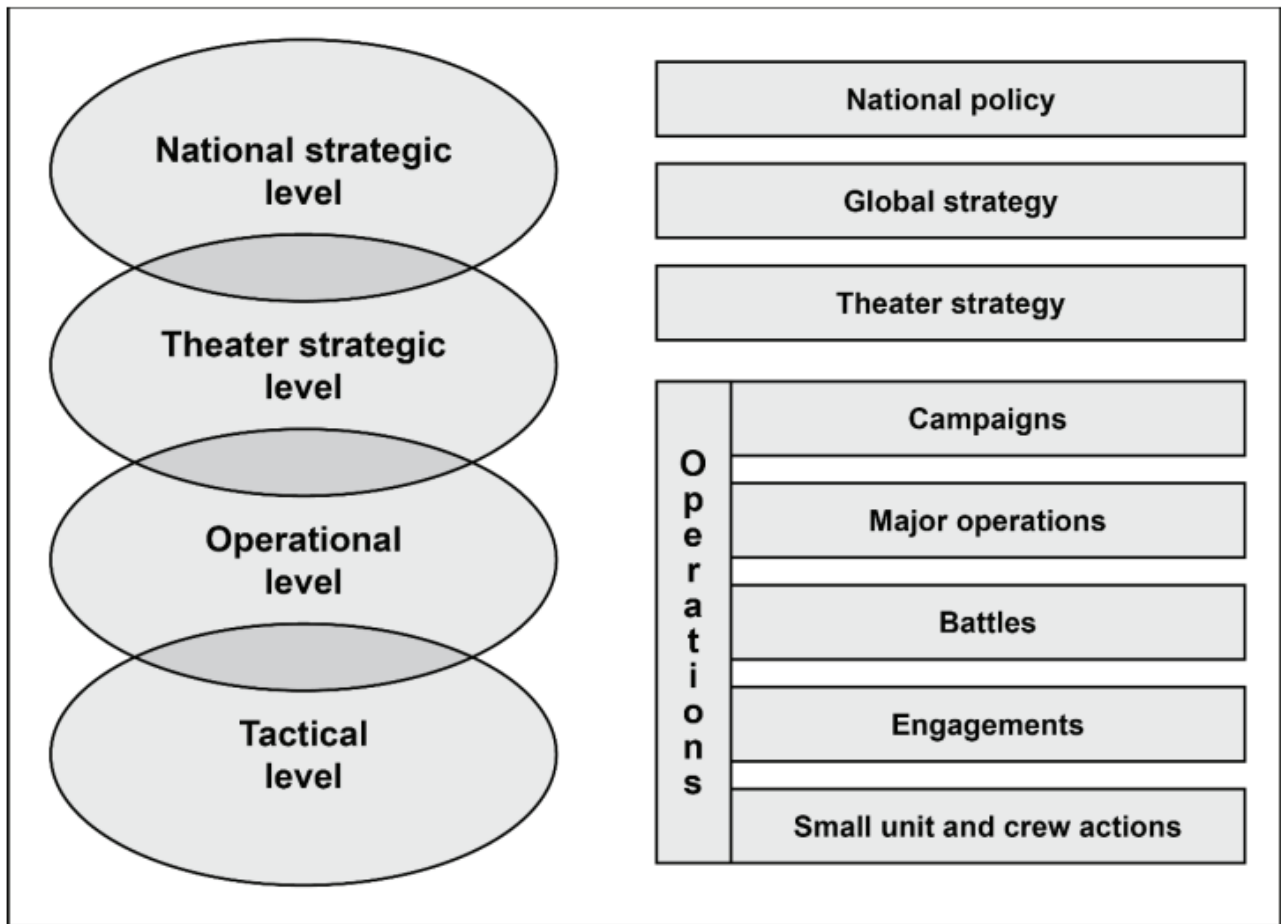 National strategic
level
Theater strategic
level
Operational
level
Tactical
level
National policy
Global strategy
Theater strategy
Operations
Campaigns
Major operations
Battles
Engagements
Small unit and crew actions